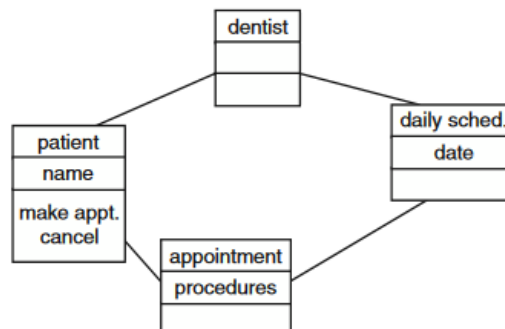 dentist
patient
name
make appt.
cancel
daily sched.
date
appointment
procedures